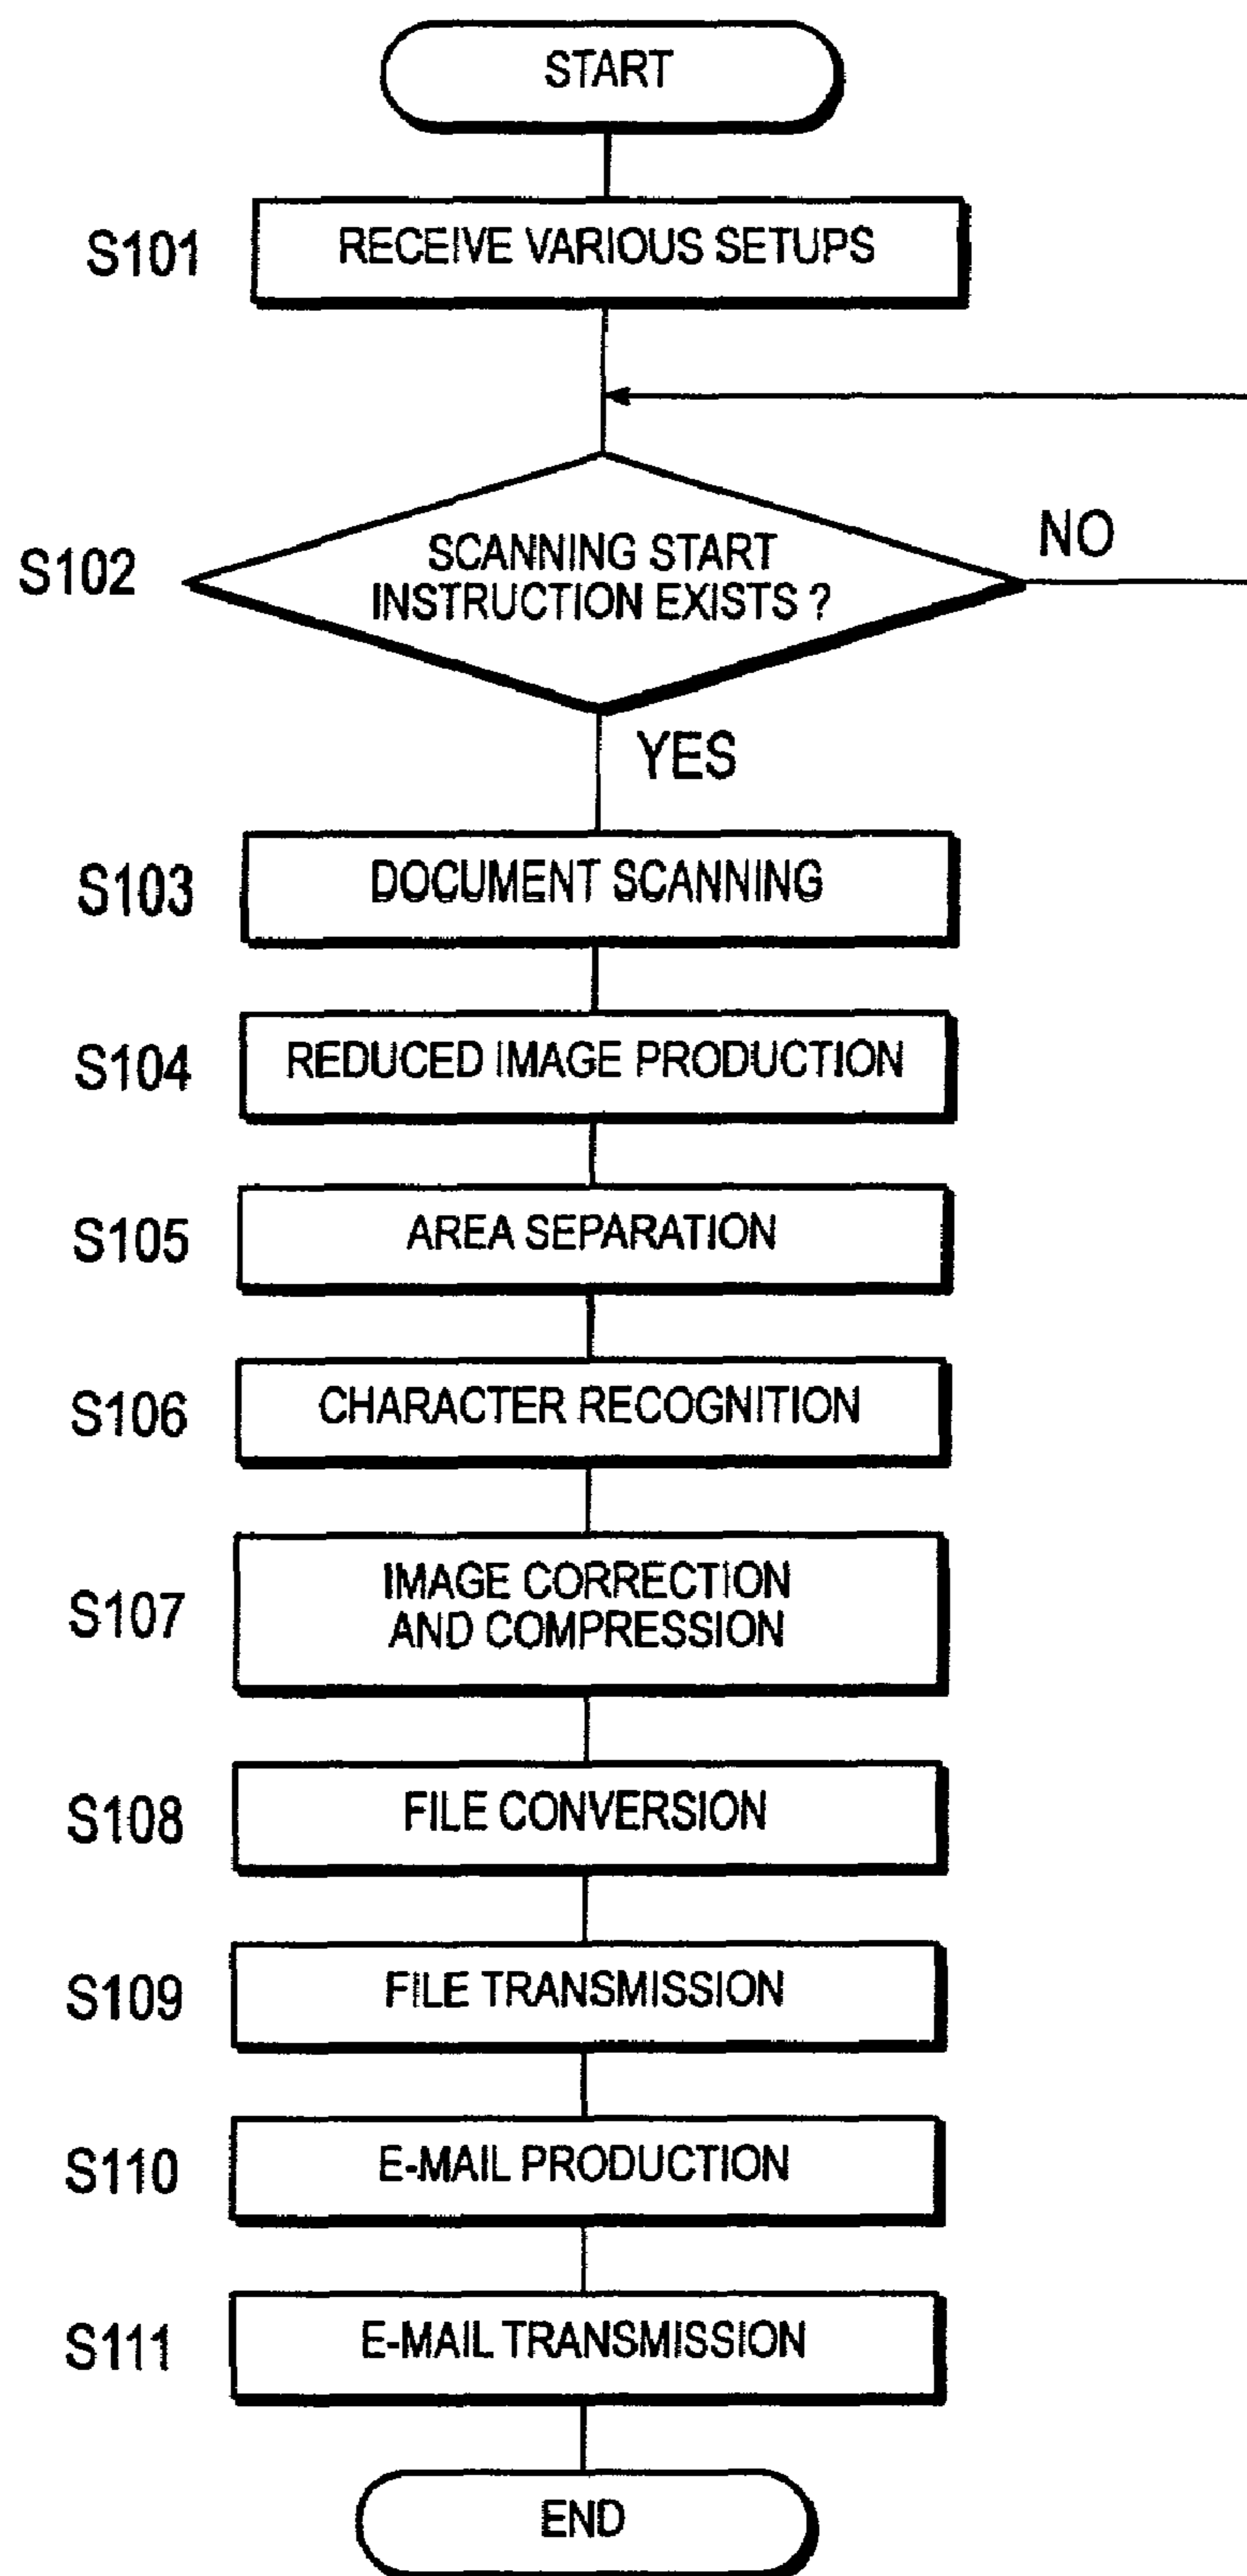 START
S101 RECEIVE VARIOUS SETUPS
S102 SCANNING START
INSTRUCTION EXISTS ?
NO
YES
S103 DOCUMENT SCANNING
S104 REDUCED IMAGE PRODUCTION
S105 AREA SEPARATION
S106 CHARACTER RECOGNITION
S107 IMAGE CORRECTION
AND COMPRESSION
S108 FILE CONVERSION
S109 FILE TRANSMISSION
S110 E-MAIL PRODUCTION
S111 E-MAIL TRANSMISSION
END